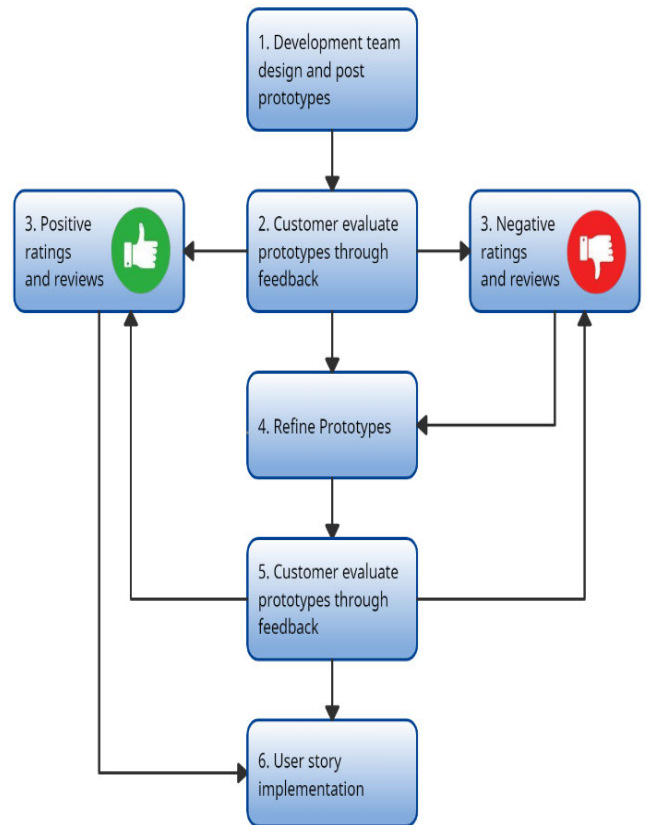 1. Development team
design and post
prototypes
3. Positive
ratings
and reviews
2. Customer evaluate
prototypes through
feedback
3. Negative
ratings
and reviews
4. Refine Prototypes
5. Customer evaluate
prototypes through
feedback
6. User story
implementation